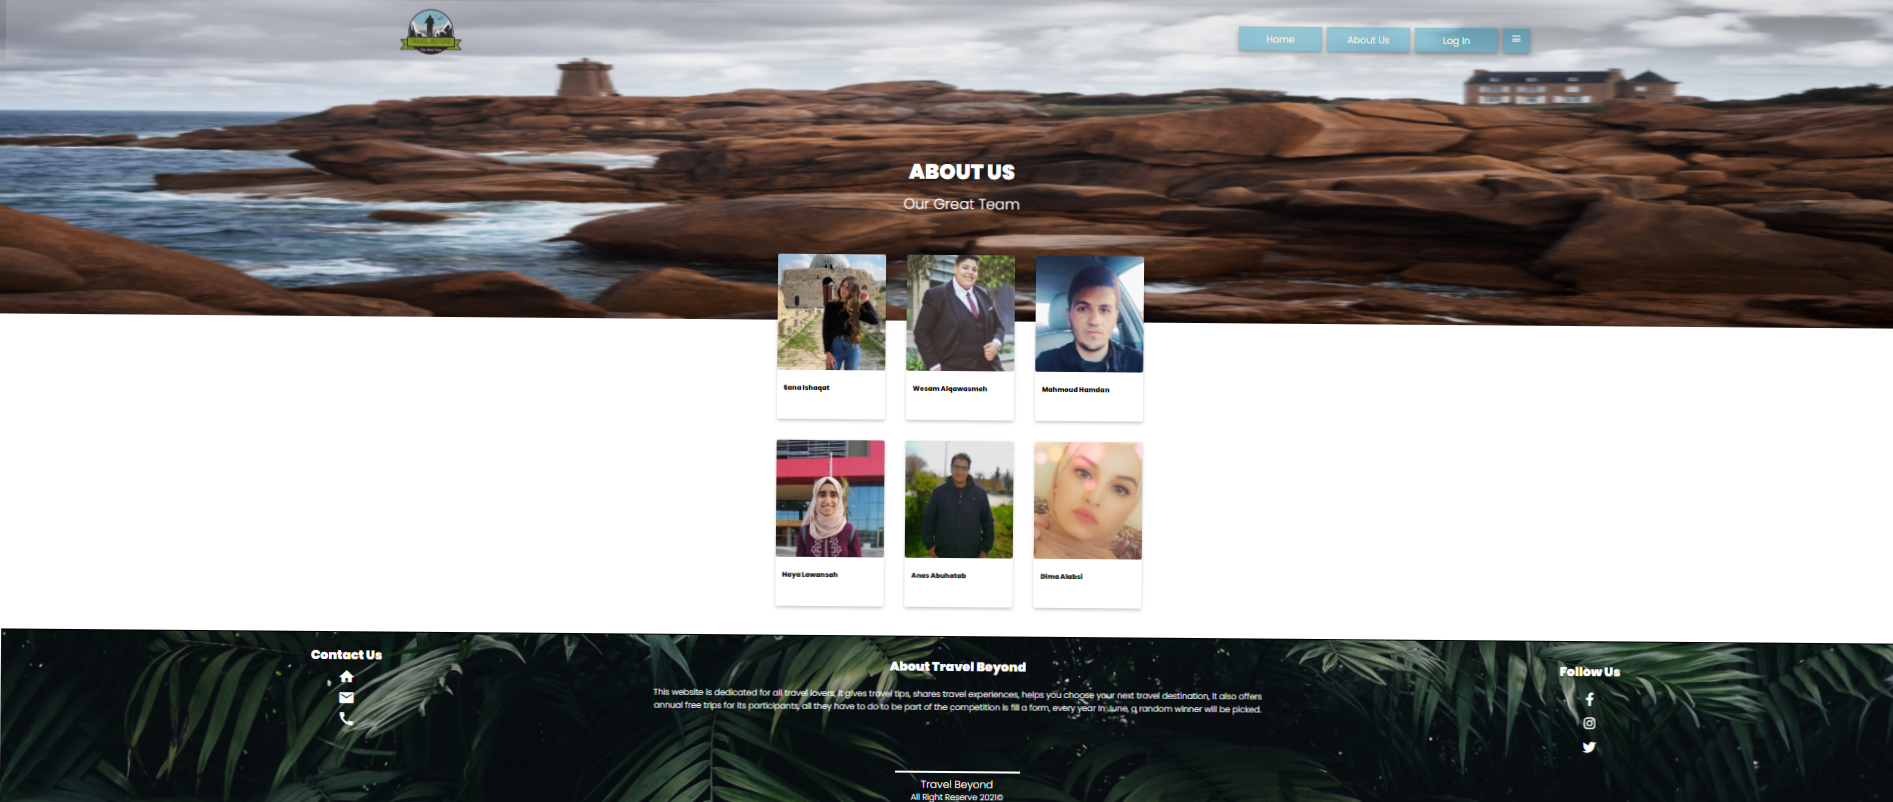 TRAVEL BEYOND
Home
About Us
Log In
ABOUT US
Our Great Team
Sana Ishaqat
Wesam Alqawasmeh
Mahmoud Hamdan
Haya Lawansah
Anas Abuhatab
Dima Alabsi
Contact Us
About Travel Beyond
Follow Us
This website is dedicated for all travel lovers, it gives travel tips, shares travel experiences, helps you choose your next travel destination, it also offers
annual free trips for its participants, all they have to do to be part of the competition is fill a form, every year in June, a random winner will be picked.
Travel Beyond
All Right Reserve 2021©